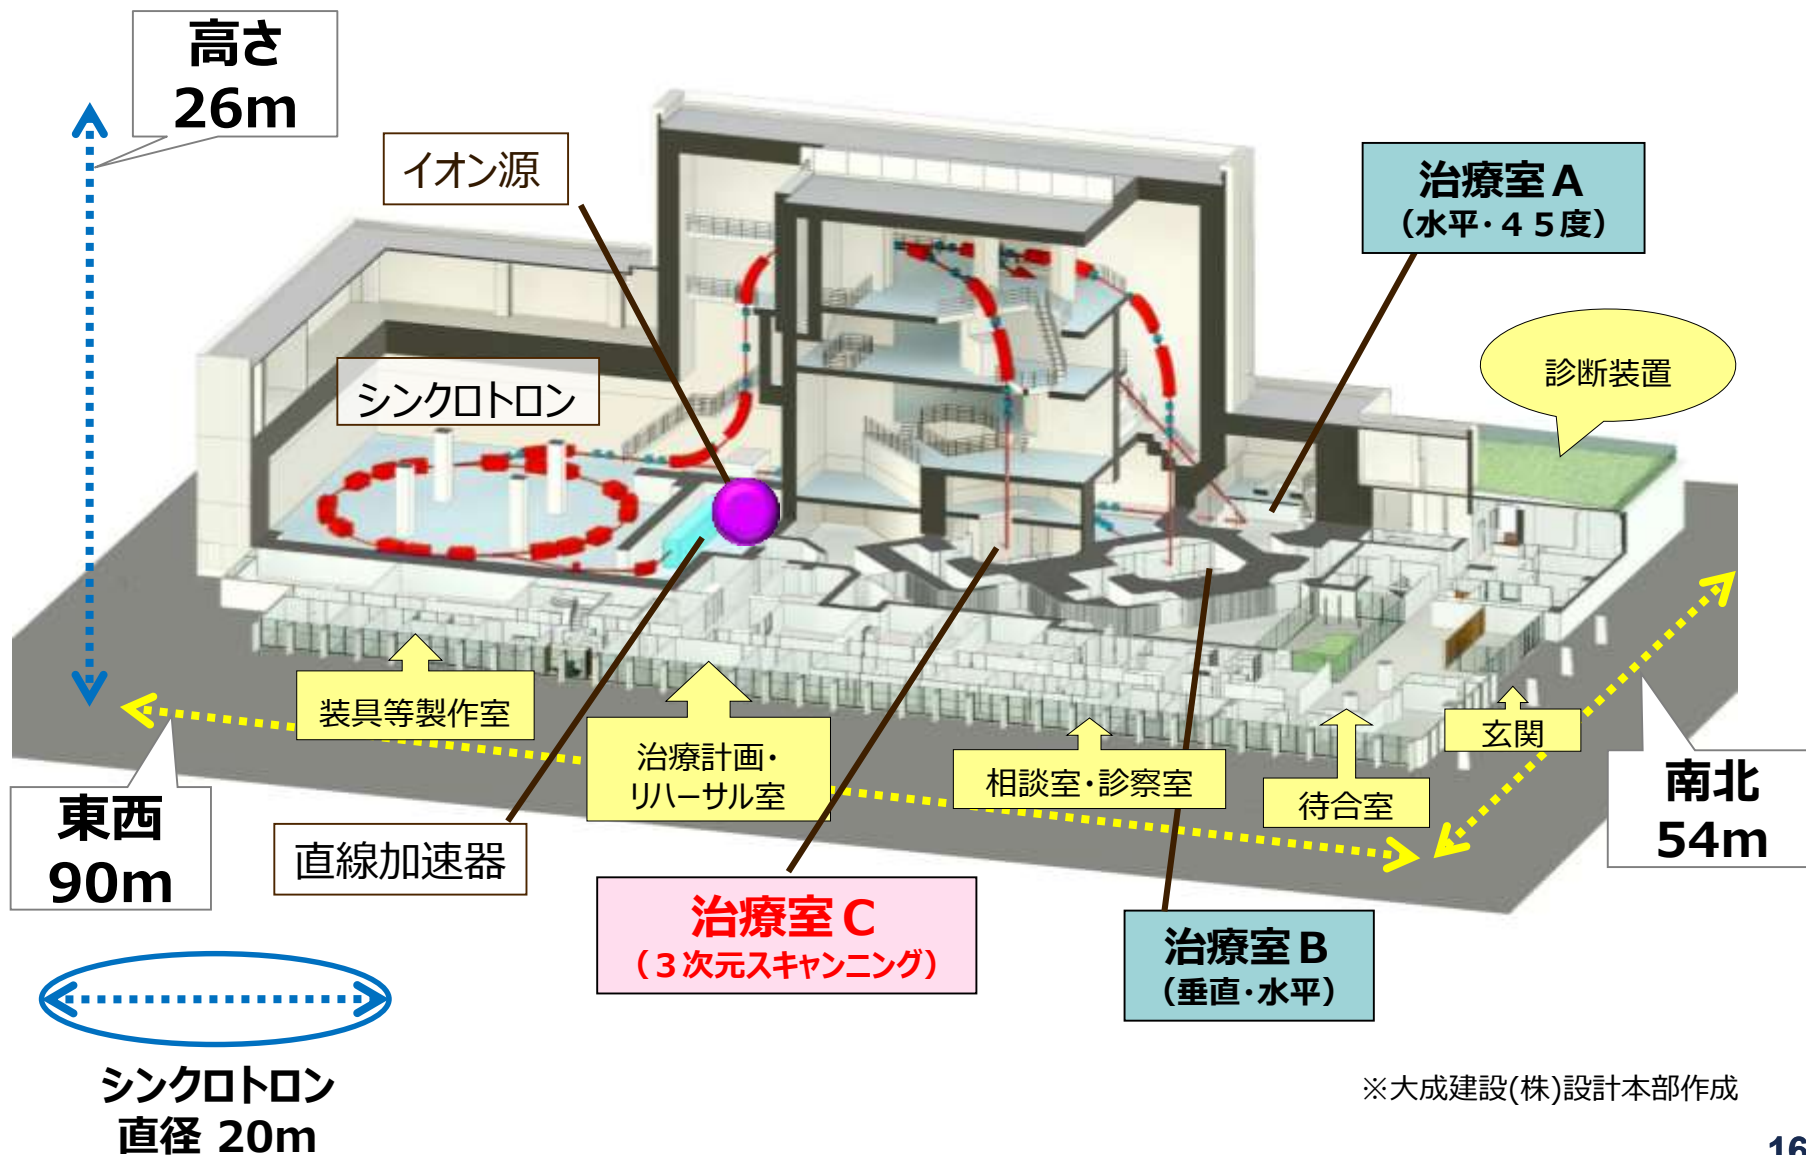 高さ
26m
イオン源
治療室A
（水平・４５度）
診断装置
シンクロトロン
装具等製作室
治療計画・
リハーサル室
相談室・診察室
待合室
玄関
東西
90m
南北
54m
直線加速器
治療室C
（３次元スキャンニング）
治療室B
（垂直・水平）
シンクロトロン
直径 20m
※大成建設(株)設計本部作成
16